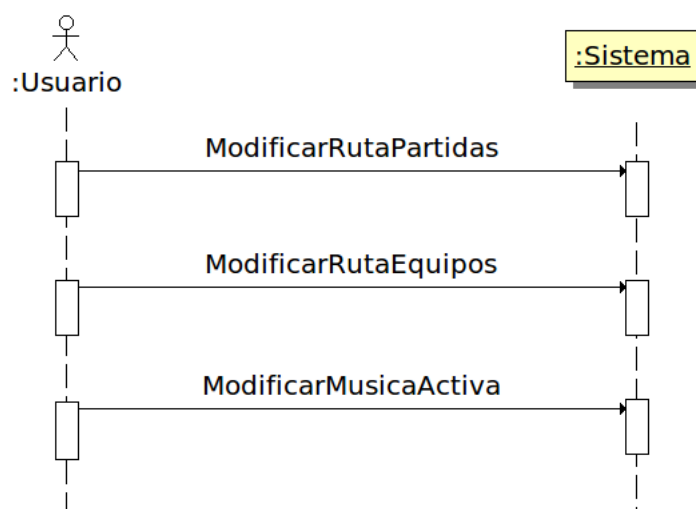 :Usuario
:Sistema
ModificarRutaPartidas
ModificarRutaEquipos
ModificarMusicaActiva